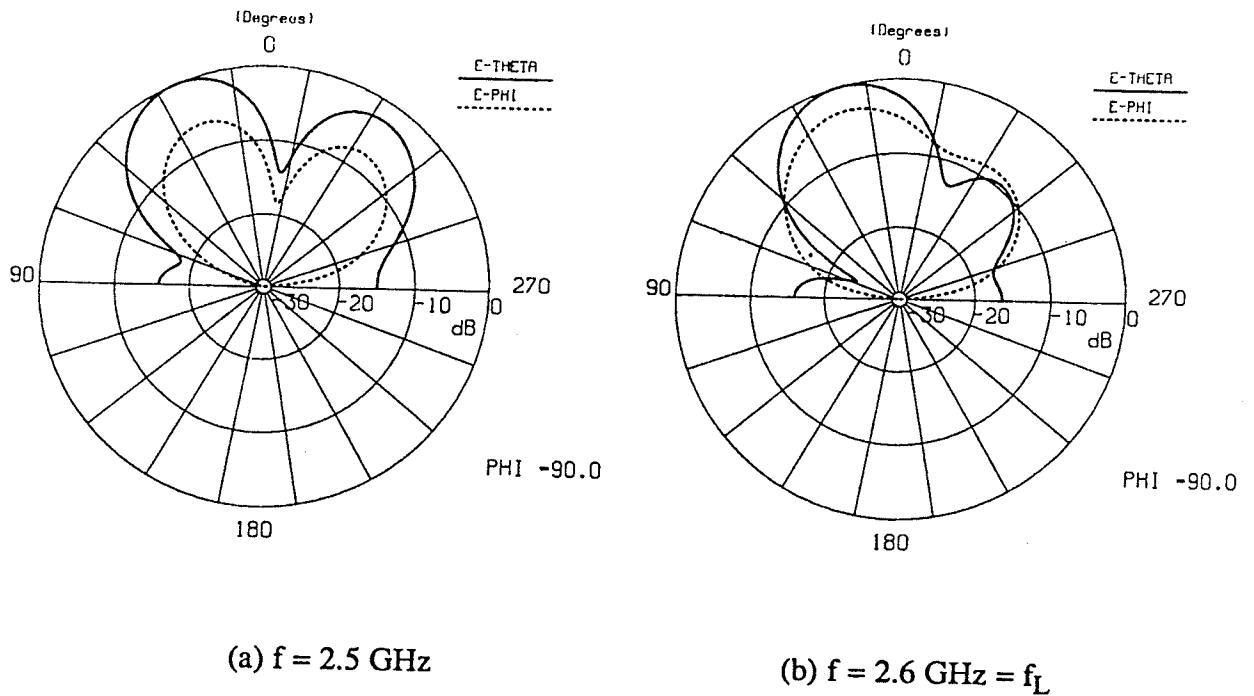 (Degrees)
0
E-THETA
E-PHI
90
270
-30
-20
-10
0
dB
PHI -90.0
180
(a) f = 2.5 GHz
(Degrees)
0
E-THETA
E-PHI
90
270
-30
-20
-10
0
dB
PHI -90.0
180
(b) f = 2.6 GHz = fL